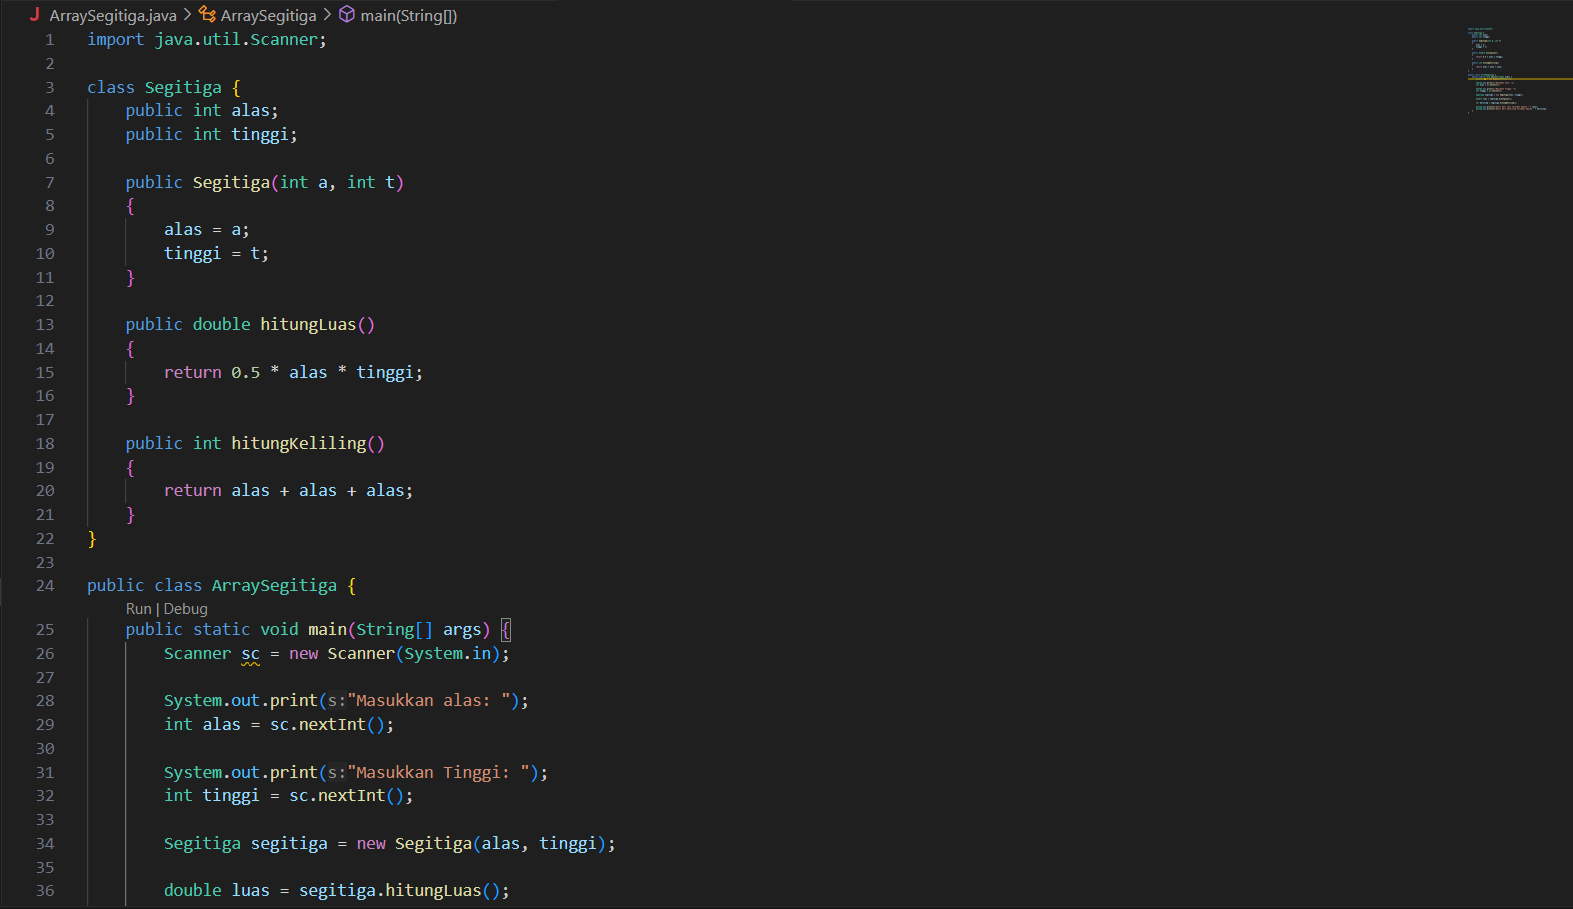 ArraySegitiga.java > ArraySegitiga > main(String[])
1 import java.util.Scanner;
2
3 class Segitiga {
4 public int alas;
5 public int tinggi;
6
7 public Segitiga(int a, int t)
8 {
9 alas = a;
10 tinggi = t;
11 }
12
13 public double hitungLuas()
14 {
15 return 0.5 * alas * tinggi;
16 }
17
18 public int hitungKeliling()
19 {
20 return alas + alas + alas;
21 }
22 }
23
24 public class ArraySegitiga {
Run | Debug
25 public static void main(String[] args) {
26 Scanner sc = new Scanner(System.in);
27
28 System.out.print(s:"Masukkan alas: ");
29 int alas = sc.nextInt();
30
31 System.out.print(s:"Masukkan Tinggi: ");
32 int tinggi = sc.nextInt();
33
34 Segitiga segitiga = new Segitiga(alas, tinggi);
35
36 double luas = segitiga.hitungLuas();